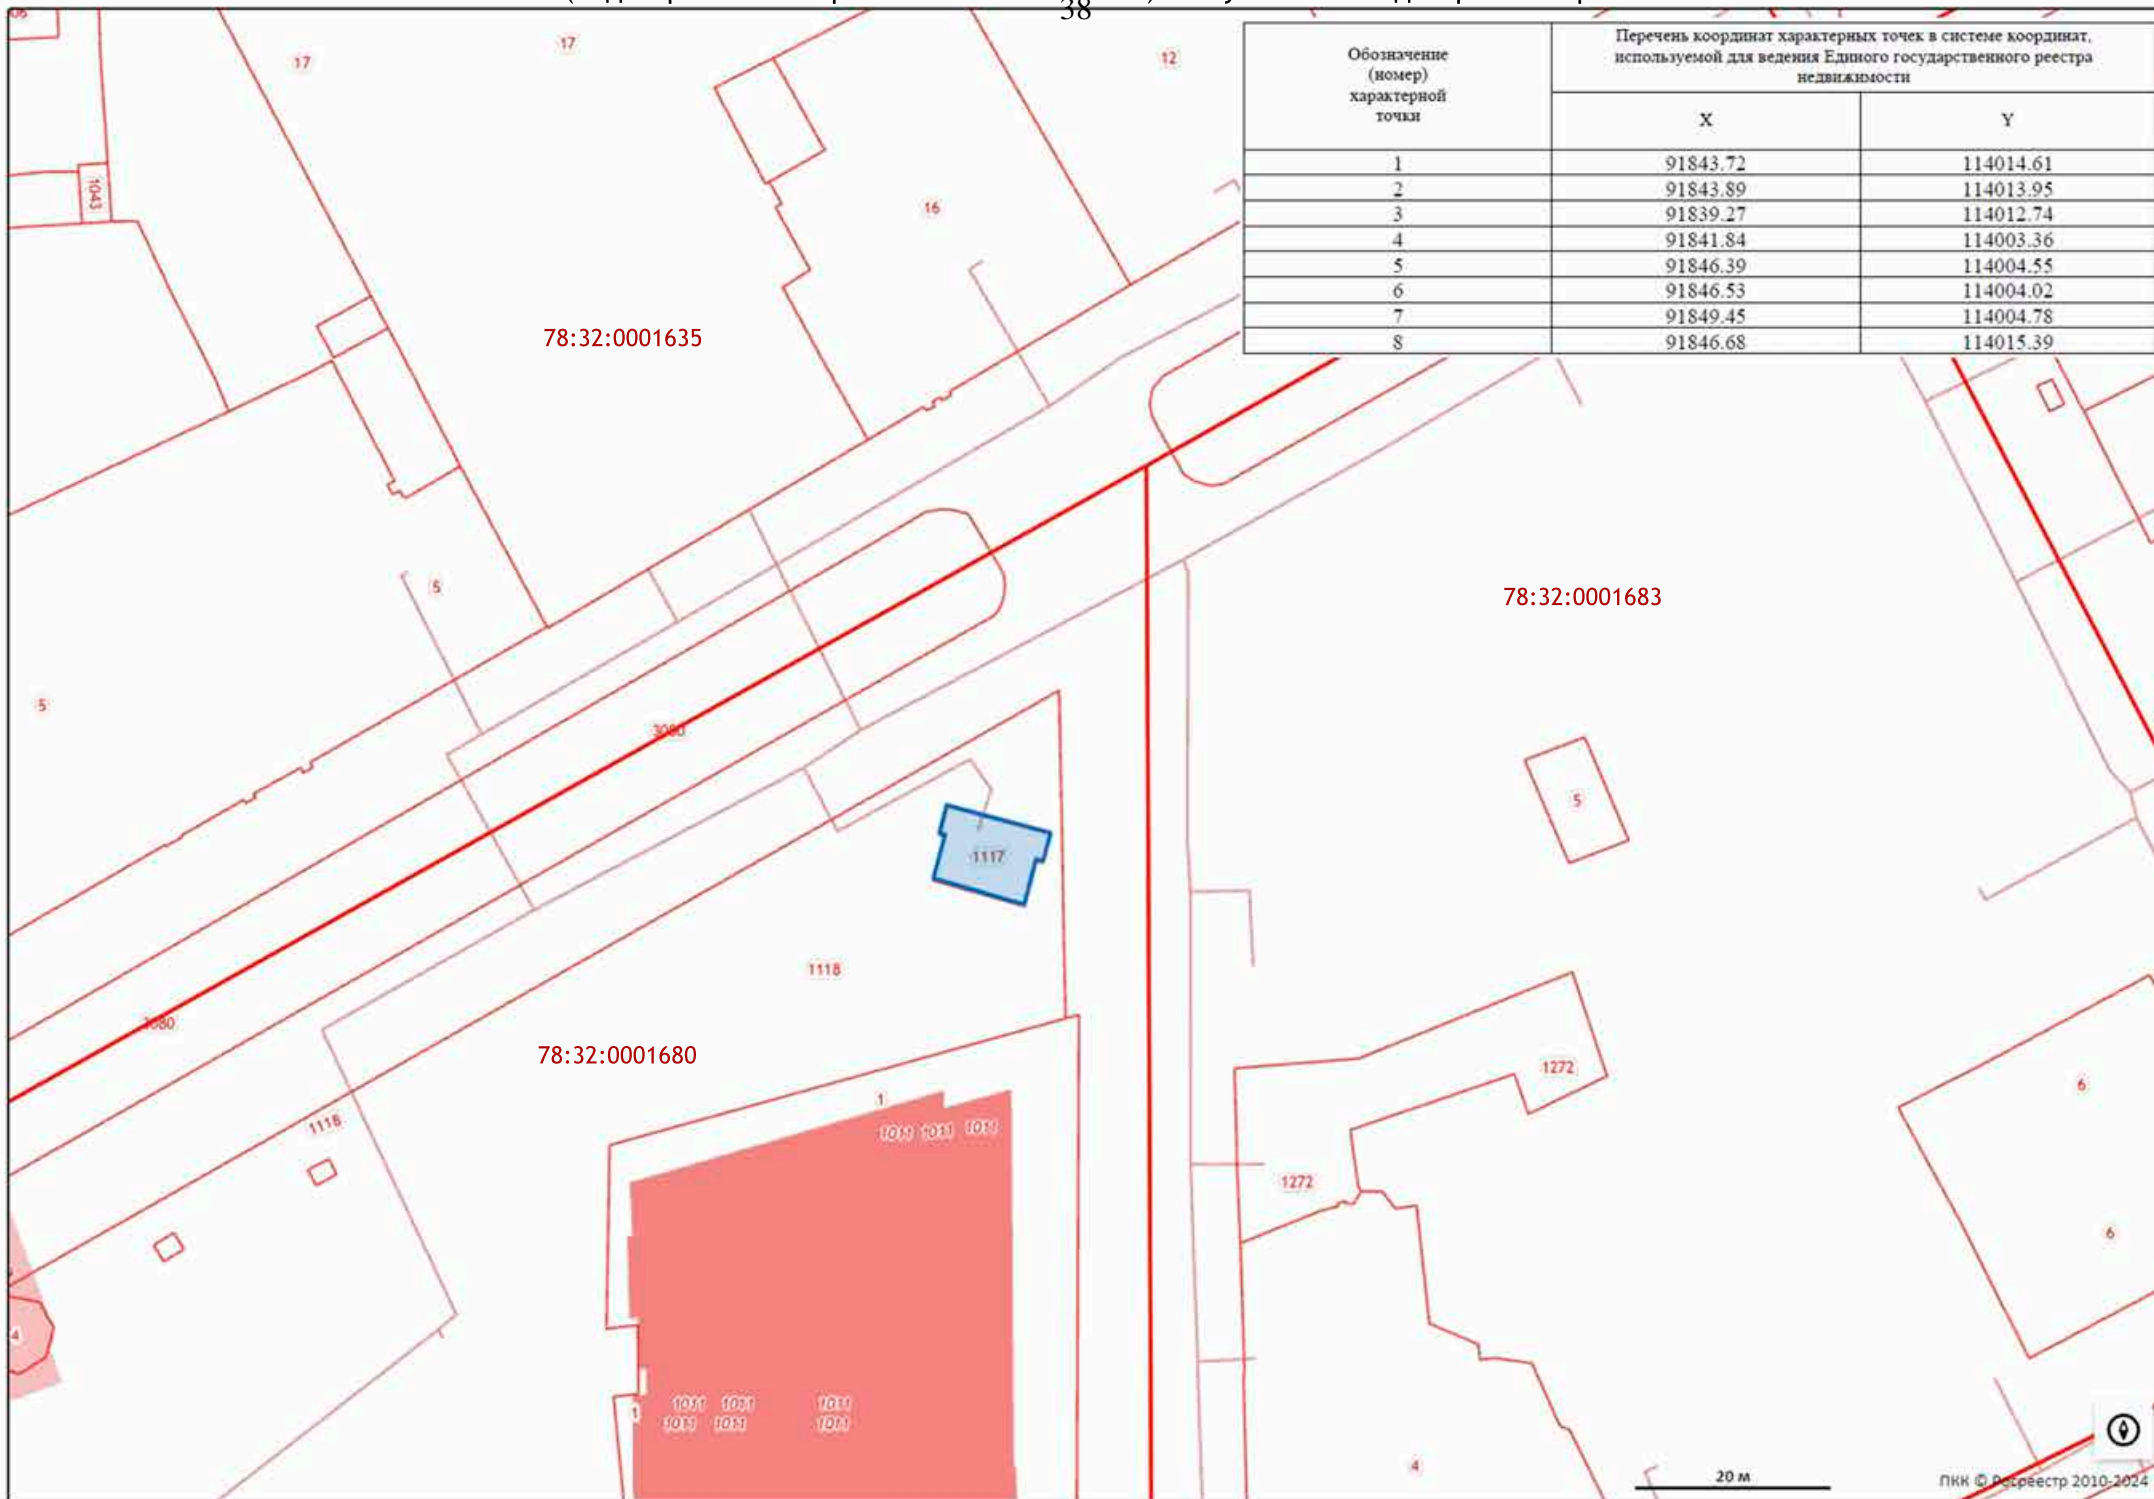 38
Обозначение
(номер)
характерной
точки
Перечень координат характерных точек в системе координат,
используемой для ведения Единого государственного реестра
недвижимости
X Y
1 91843.72 114014.61
2 91843.89 114013.95
3 91839.27 114012.74
4 91841.84 114003.36
5 91846.39 114004.55
6 91846.53 114004.02
7 91849.45 114004.78
8 91846.68 114015.39
17
17
12
1043
16
78:32:0001635
5
78:32:0001683
5
3080
5
1117
1118
3080
78:32:0001680
1272
6
1
1118
1011 1011 1011
1272
6
4
1
1011 1011 1011
1011 1011 1011
4
20 м
ПКК © Росреестр 2010-2024